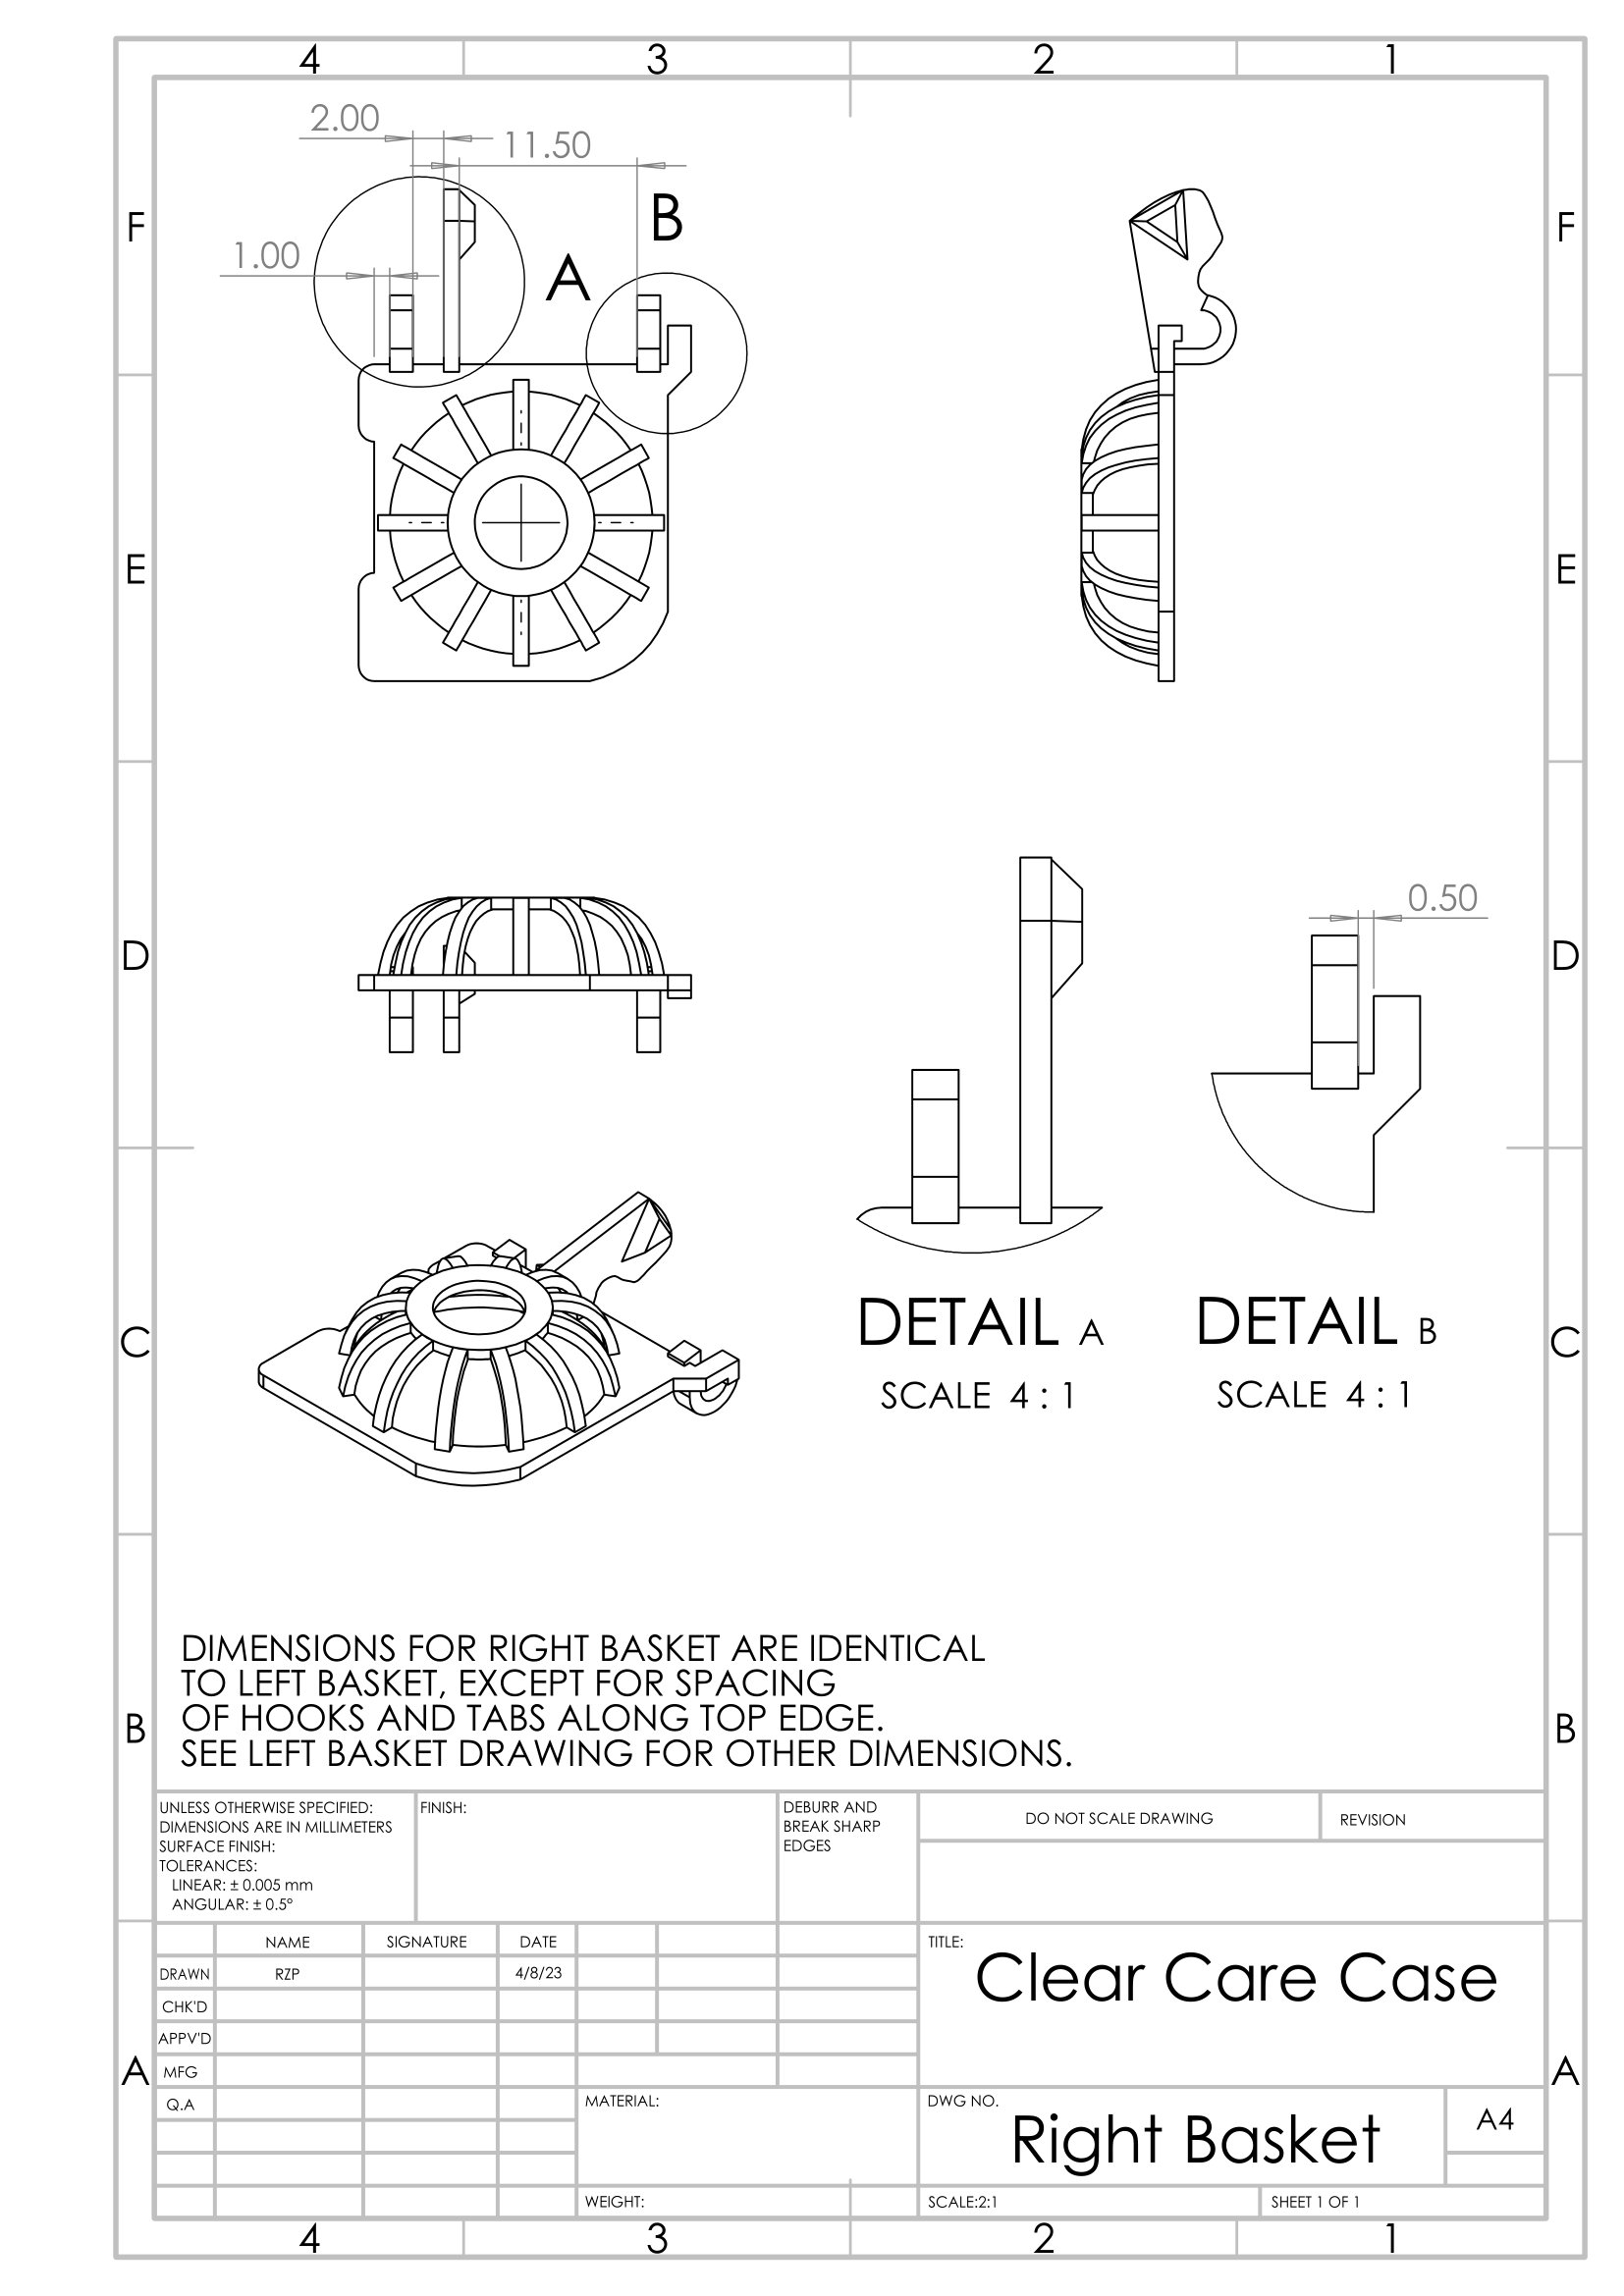 4 3 2 1
2.00
11.50
B
F F
1.00
A
E E
0.50
D D
DETAIL A
SCALE 4 : 1
DETAIL B
SCALE 4 : 1
C C
DIMENSIONS FOR RIGHT BASKET ARE IDENTICAL
TO LEFT BASKET, EXCEPT FOR SPACING
OF HOOKS AND TABS ALONG TOP EDGE.
SEE LEFT BASKET DRAWING FOR OTHER DIMENSIONS.
B B
UNLESS OTHERWISE SPECIFIED:
DIMENSIONS ARE IN MILLIMETERS
SURFACE FINISH:
TOLERANCES:
LINEAR: ± 0.005 mm
ANGULAR: ± 0.5°
FINISH:
DEBURR AND
BREAK SHARP
EDGES
DO NOT SCALE DRAWING
REVISION
NAME SIGNATURE DATE
DRAWN RZP 4/8/23
CHK'D
APPV'D
MFG
Q.A
A A
TITLE:
Clear Care Case
MATERIAL:
DWG NO.
Right Basket
A4
WEIGHT:
SCALE:2:1
SHEET 1 OF 1
4 3 2 1